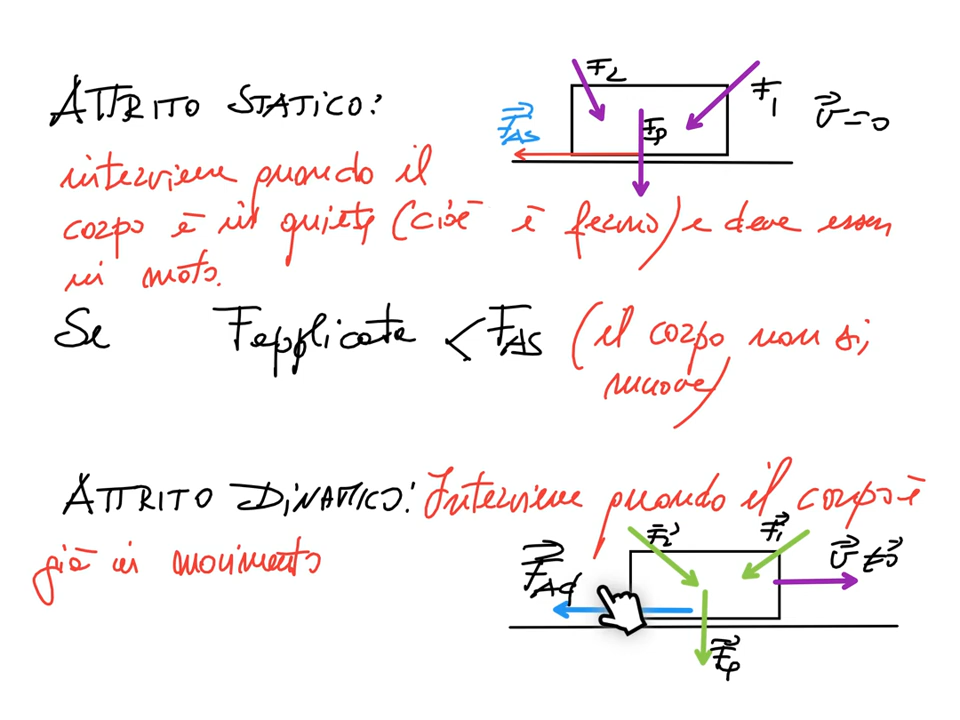 F2
F1
ATTRITO STATICO:
FAS
Fp
v=0
interviene quando il
corpo è in quiete (cioè è fermo) e deve essere
in moto.
Se Fapplicata < FAS (il corpo non si
muove)
ATTRITO DINAMICO: Interviene quando il corpo è
già in movimento
F2
F1
v≠0
FAd
Fp